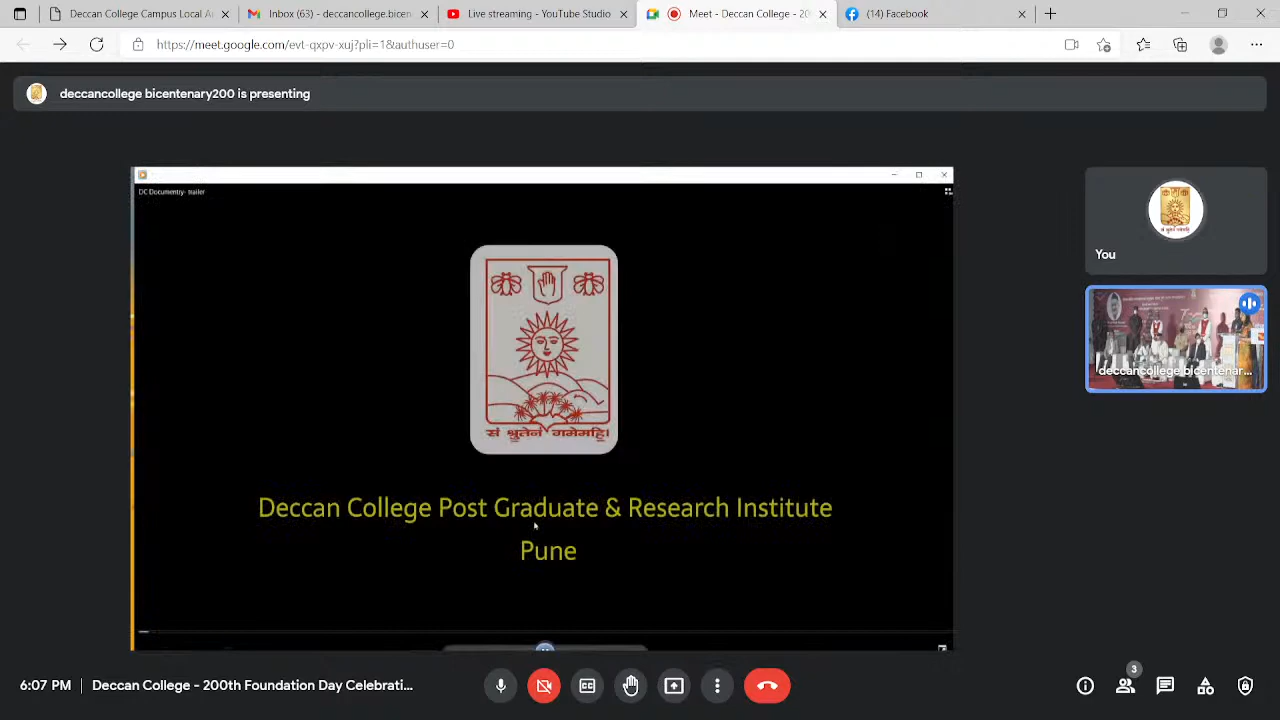 Deccan College Campus Local A
Inbox (63) - deccancollege.bicen
Live streaming - YouTube Studio
Meet - Deccan College - 20
(14) Facebook
https://meet.google.com/evt-qxpv-xuj?pli=1&authuser=0
deccancollege bicentenary200 is presenting
DC Documentry- trailer
सं श्रुतेन गमेमहि।
Deccan College Post Graduate & Research Institute
Pune
You
deccancollege bicentenar...
6:07 PM
Deccan College - 200th Foundation Day Celebrati...
3